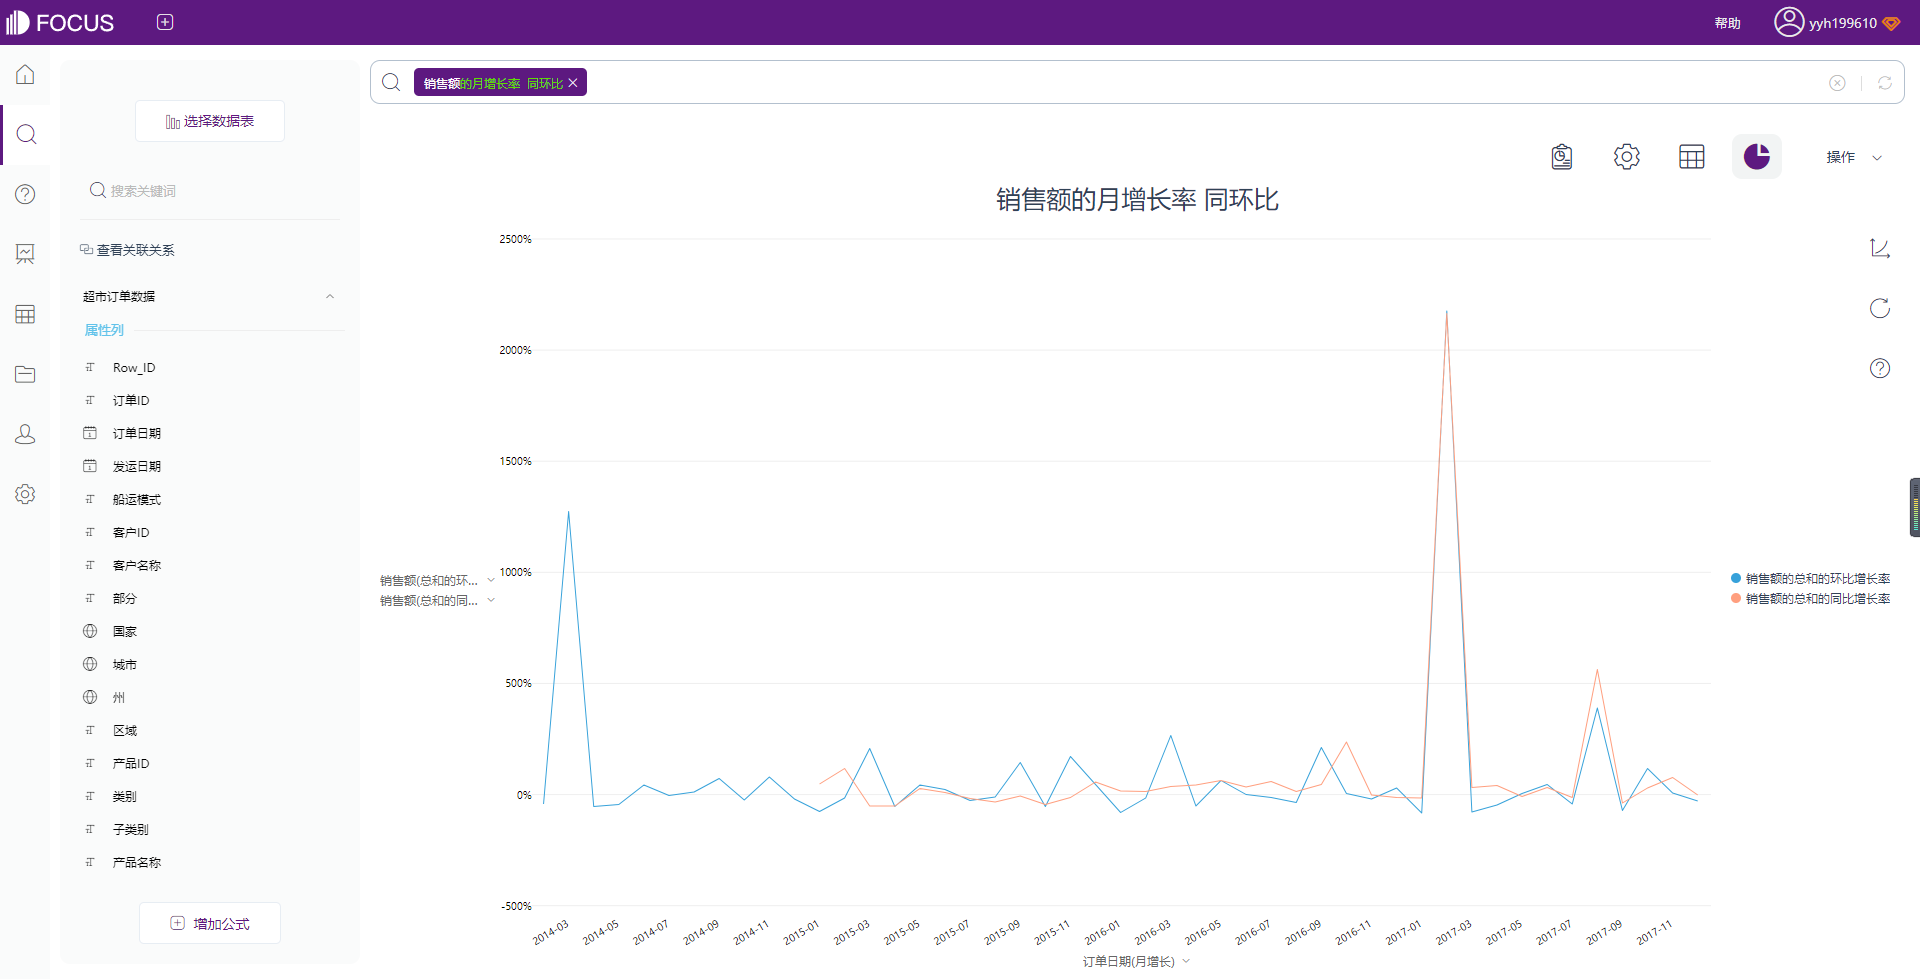 FOCUS
帮助
yyh199610
选择数据表
搜索关键词
查看关联关系
超市订单数据
属性列
Row_ID
订单ID
订单日期
发运日期
船运模式
客户ID
客户名称
部分
国家
城市
州
区域
产品ID
类别
子类别
产品名称
增加公式
销售额的月增长率 同环比
操作
销售额的月增长率 同环比
2500%
2000%
1500%
1000%
500%
0%
-500%
销售额(总和的环...
销售额(总和的同...
销售额的总和的环比增长率
销售额的总和的同比增长率
2014-03
2014-05
2014-07
2014-09
2014-11
2015-01
2015-03
2015-05
2015-07
2015-09
2015-11
2016-01
2016-03
2016-05
2016-07
2016-09
2016-11
2017-01
2017-03
2017-05
2017-07
2017-09
2017-11
订单日期(月增长)